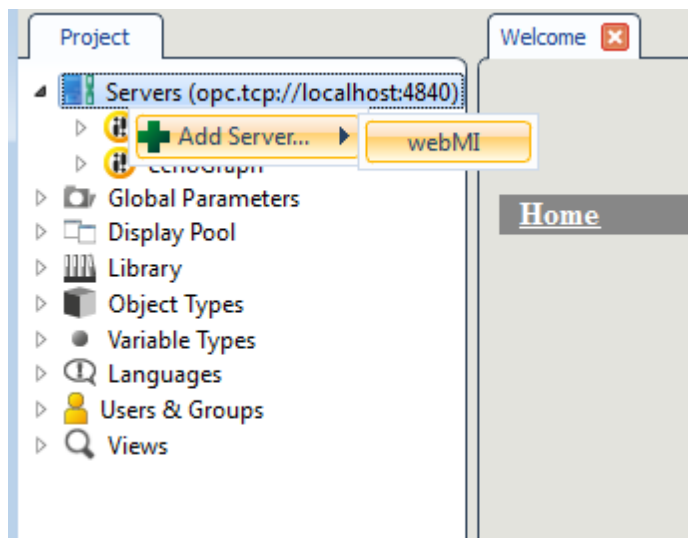 Project
Welcome
Servers (opc.tcp://localhost:4840)
Add Server...
webMI
EchoGraph
Global Parameters
Home
Display Pool
Library
Object Types
Variable Types
Languages
Users & Groups
Views